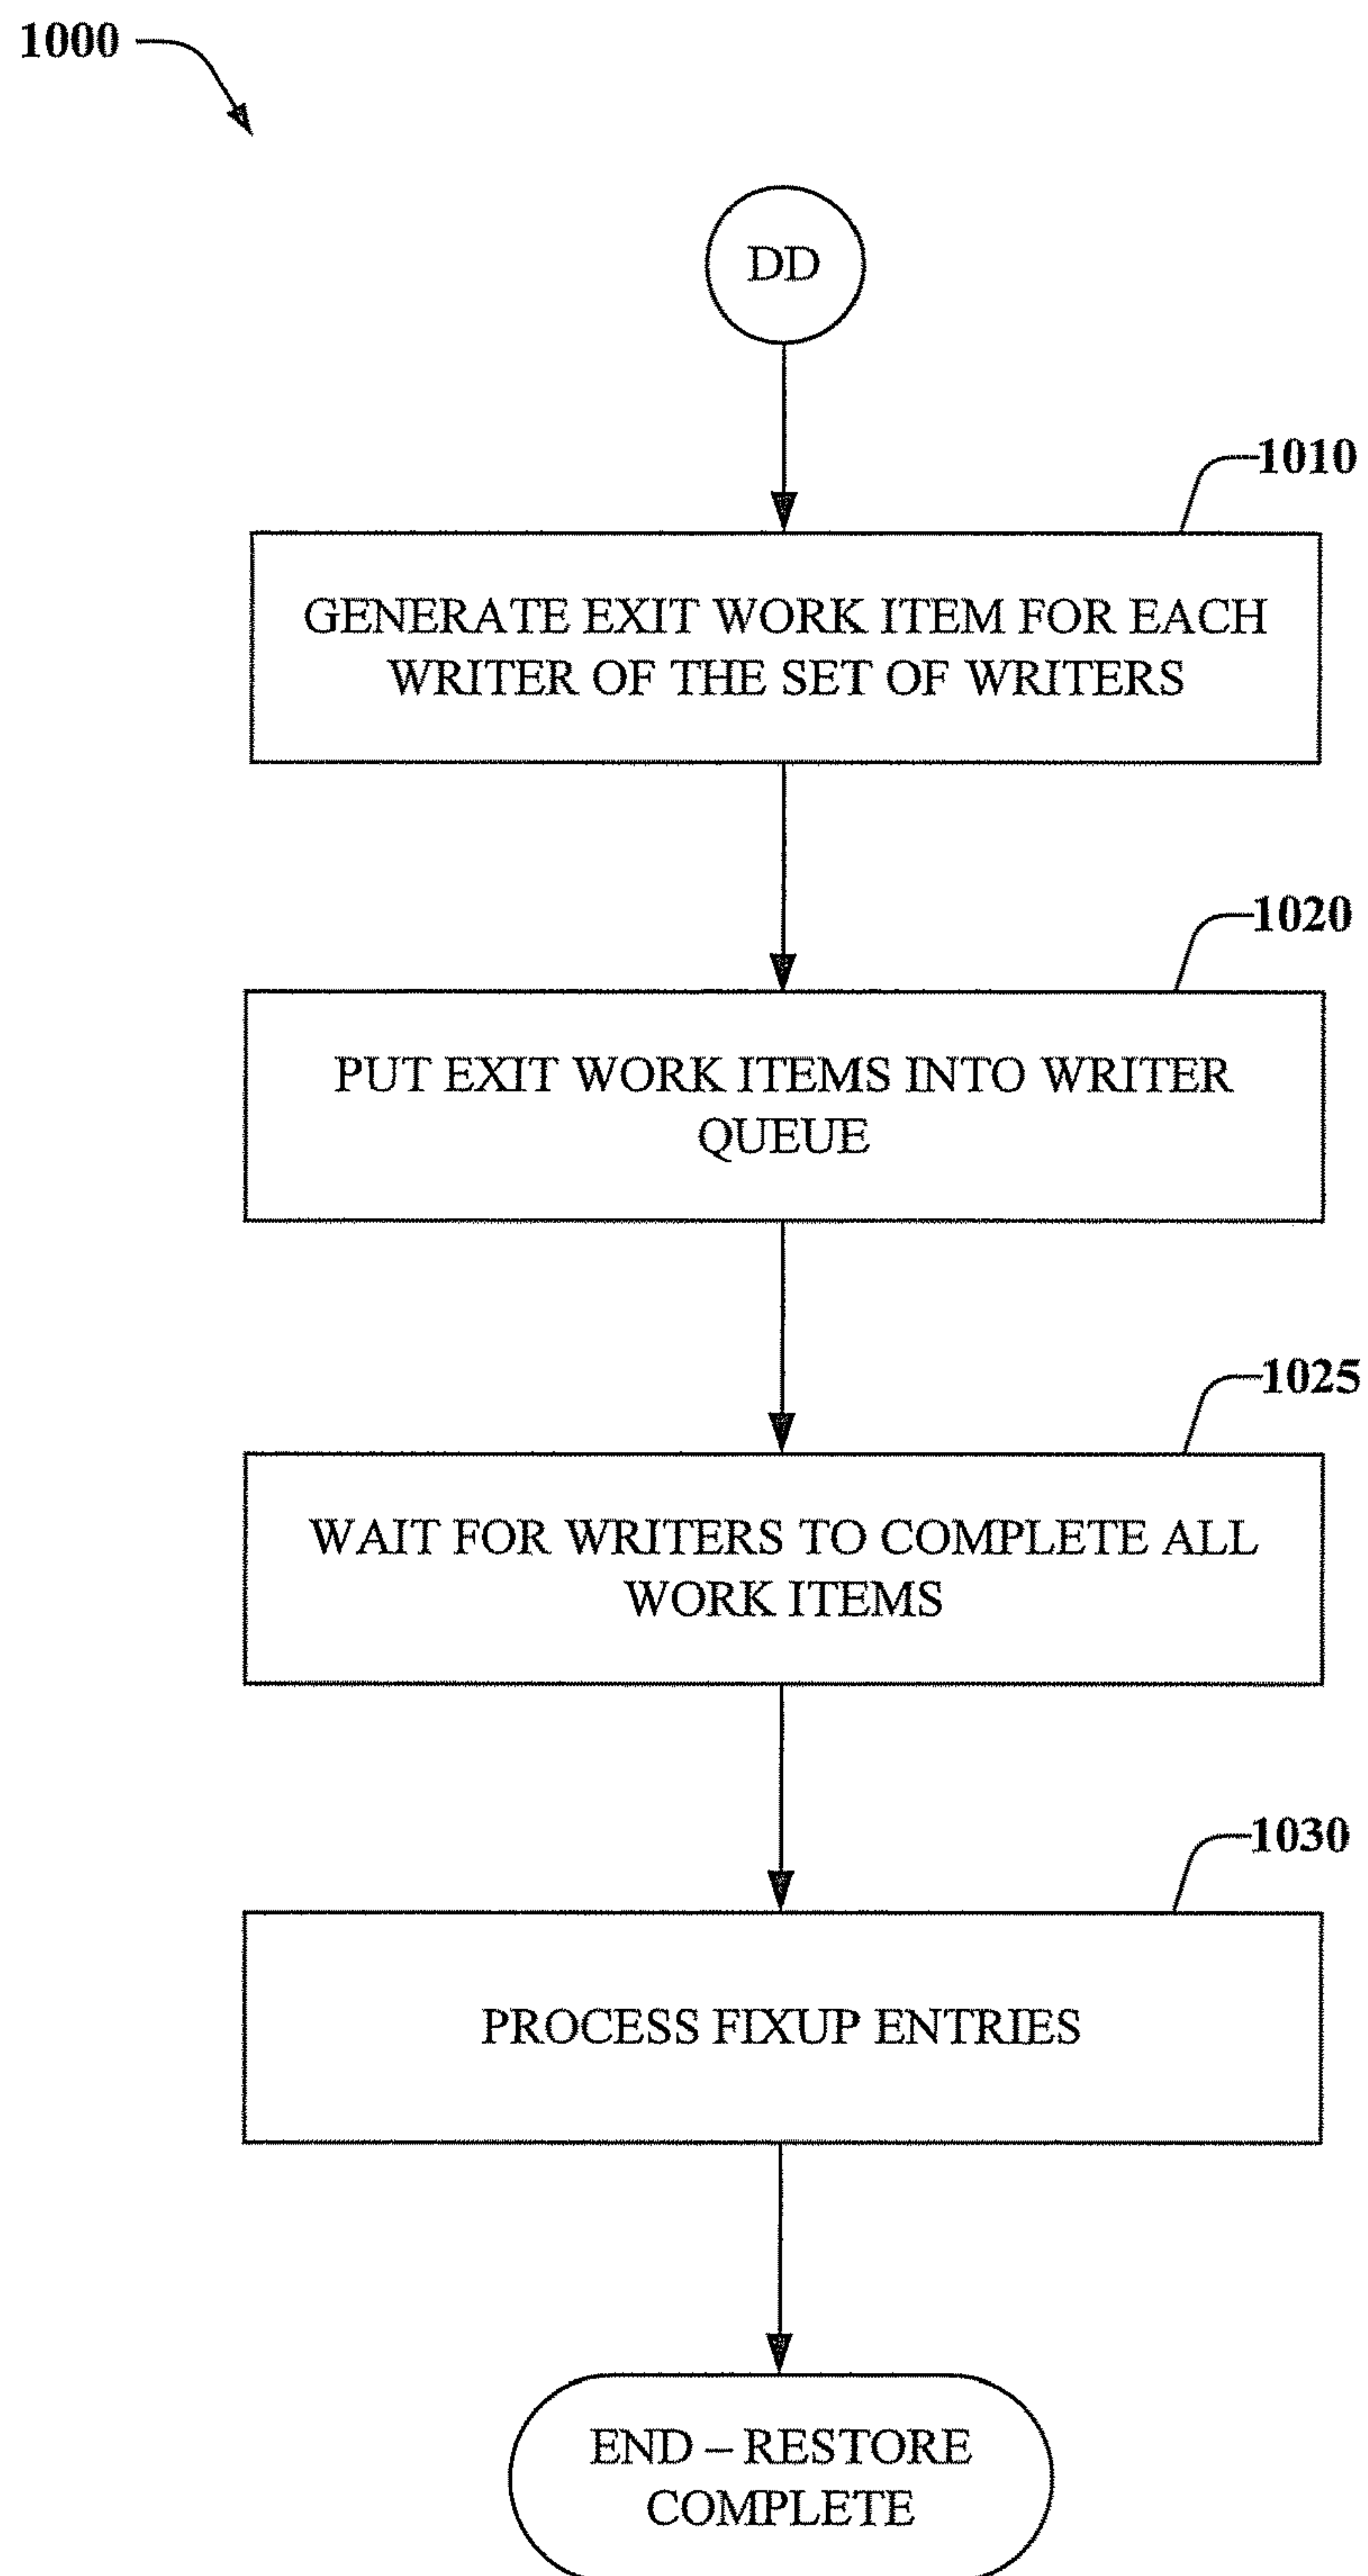 1000
DD
1010
GENERATE EXIT WORK ITEM FOR EACH
WRITER OF THE SET OF WRITERS
1020
PUT EXIT WORK ITEMS INTO WRITER
QUEUE
1025
WAIT FOR WRITERS TO COMPLETE ALL
WORK ITEMS
1030
PROCESS FIXUP ENTRIES
END – RESTORE
COMPLETE